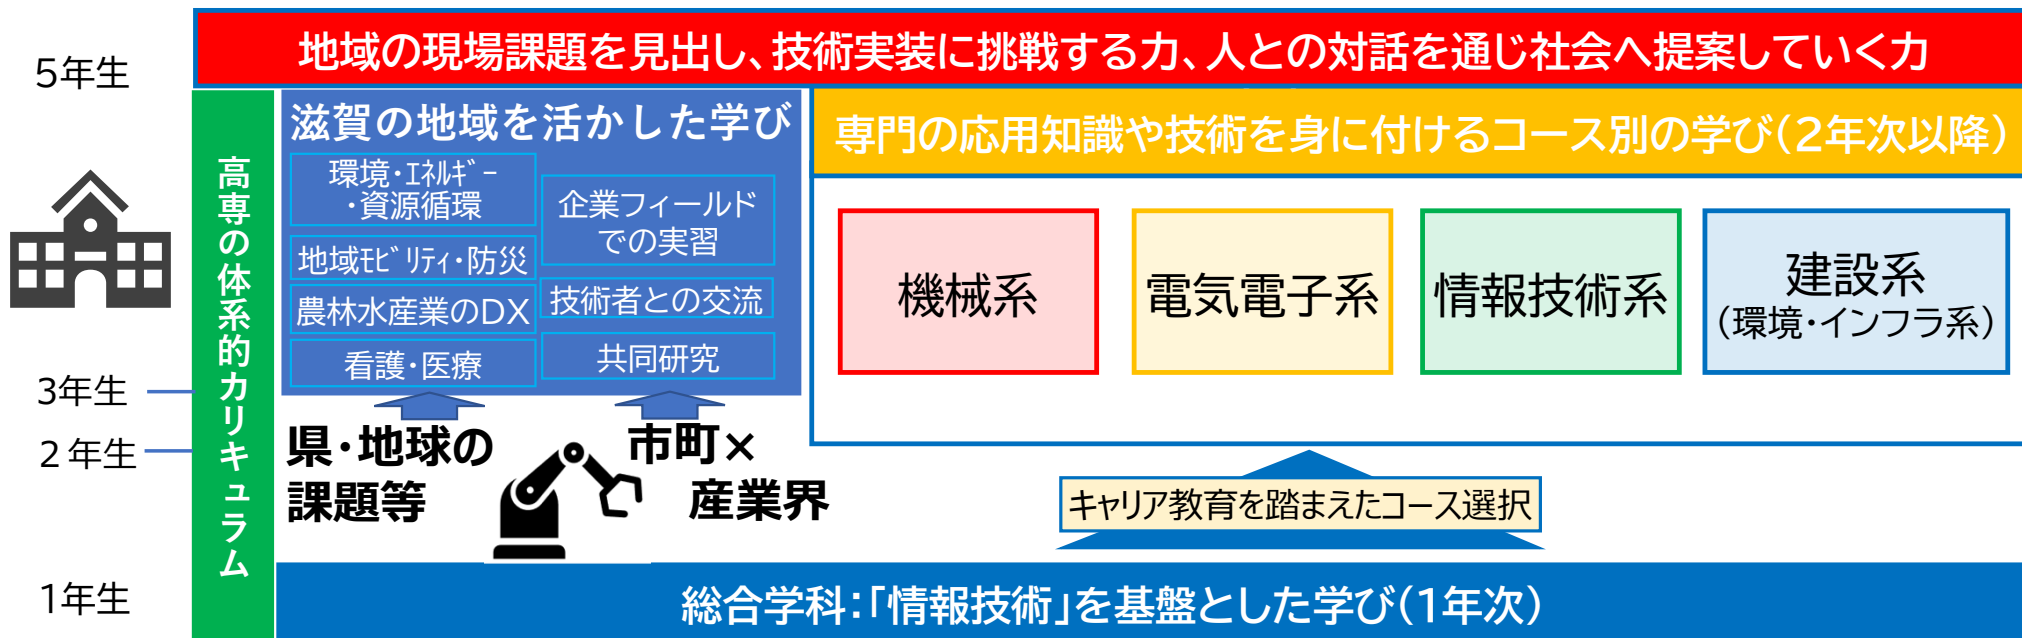 地域の現場課題を見出し、技術実装に挑戦する力、人との対話を通じ社会へ提案していく力
5年生
3年生
2年生
1年生
高専の体系的カリキュラム
滋賀の地域を活かした学び
環境・ｴﾈﾙｷﾞｰ
・資源循環
地域ﾓﾋﾞﾘﾃｨ・防災
農林水産業のDX
看護・医療
企業フィールド
での実習
技術者との交流
共同研究
県・地球の
課題等
市町×
産業界
専門の応用知識や技術を身に付けるコース別の学び(2年次以降)
機械系
電気電子系
情報技術系
建設系
(環境・インフラ系)
キャリア教育を踏まえたコース選択
総合学科:「情報技術」を基盤とした学び(1年次)